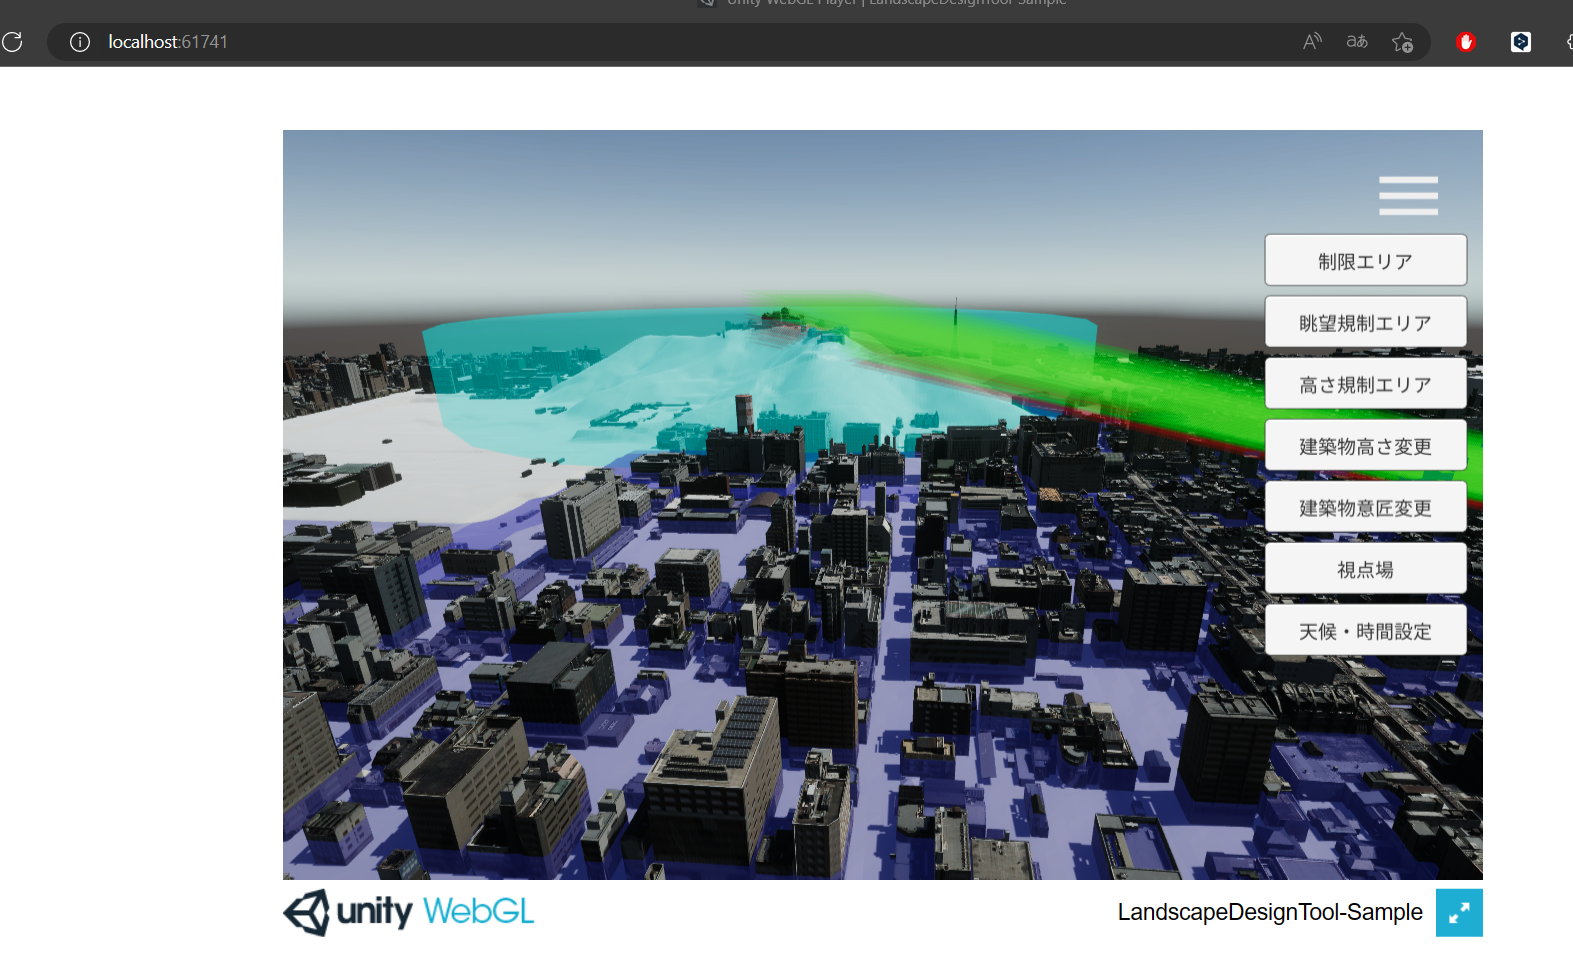 Unity WebGL Player | LandscapeDesignTool-Sample
localhost:61741
制限エリア
眺望規制エリア
高さ規制エリア
建築物高さ変更
建築物意匠変更
視点場
天候・時間設定
unity WebGL
LandscapeDesignTool-Sample